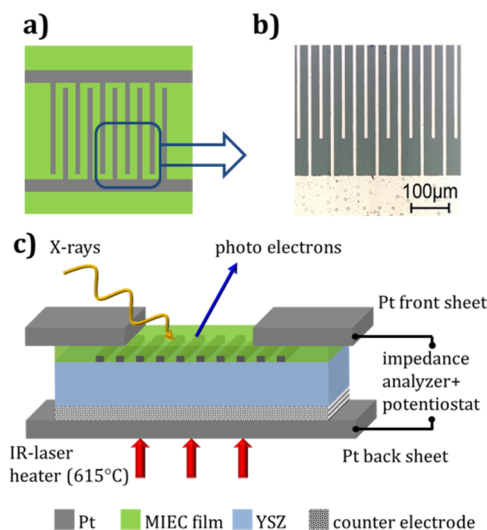 a)
b)
100µm
c)
X-rays
photo electrons
Pt front sheet
impedance
analyzer+
potentiostat
IR-laser
heater (615°C)
Pt back sheet
Pt
MIEC film
YSZ
counter electrode